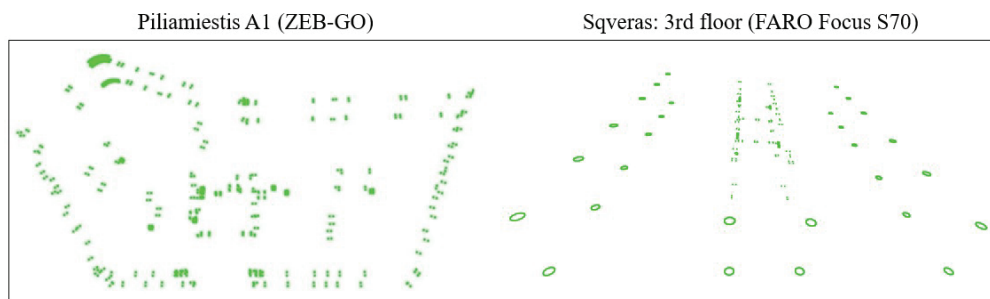 Piliamiestis A1 (ZEB-GO)
Sqveras: 3rd floor (FARO Focus S70)